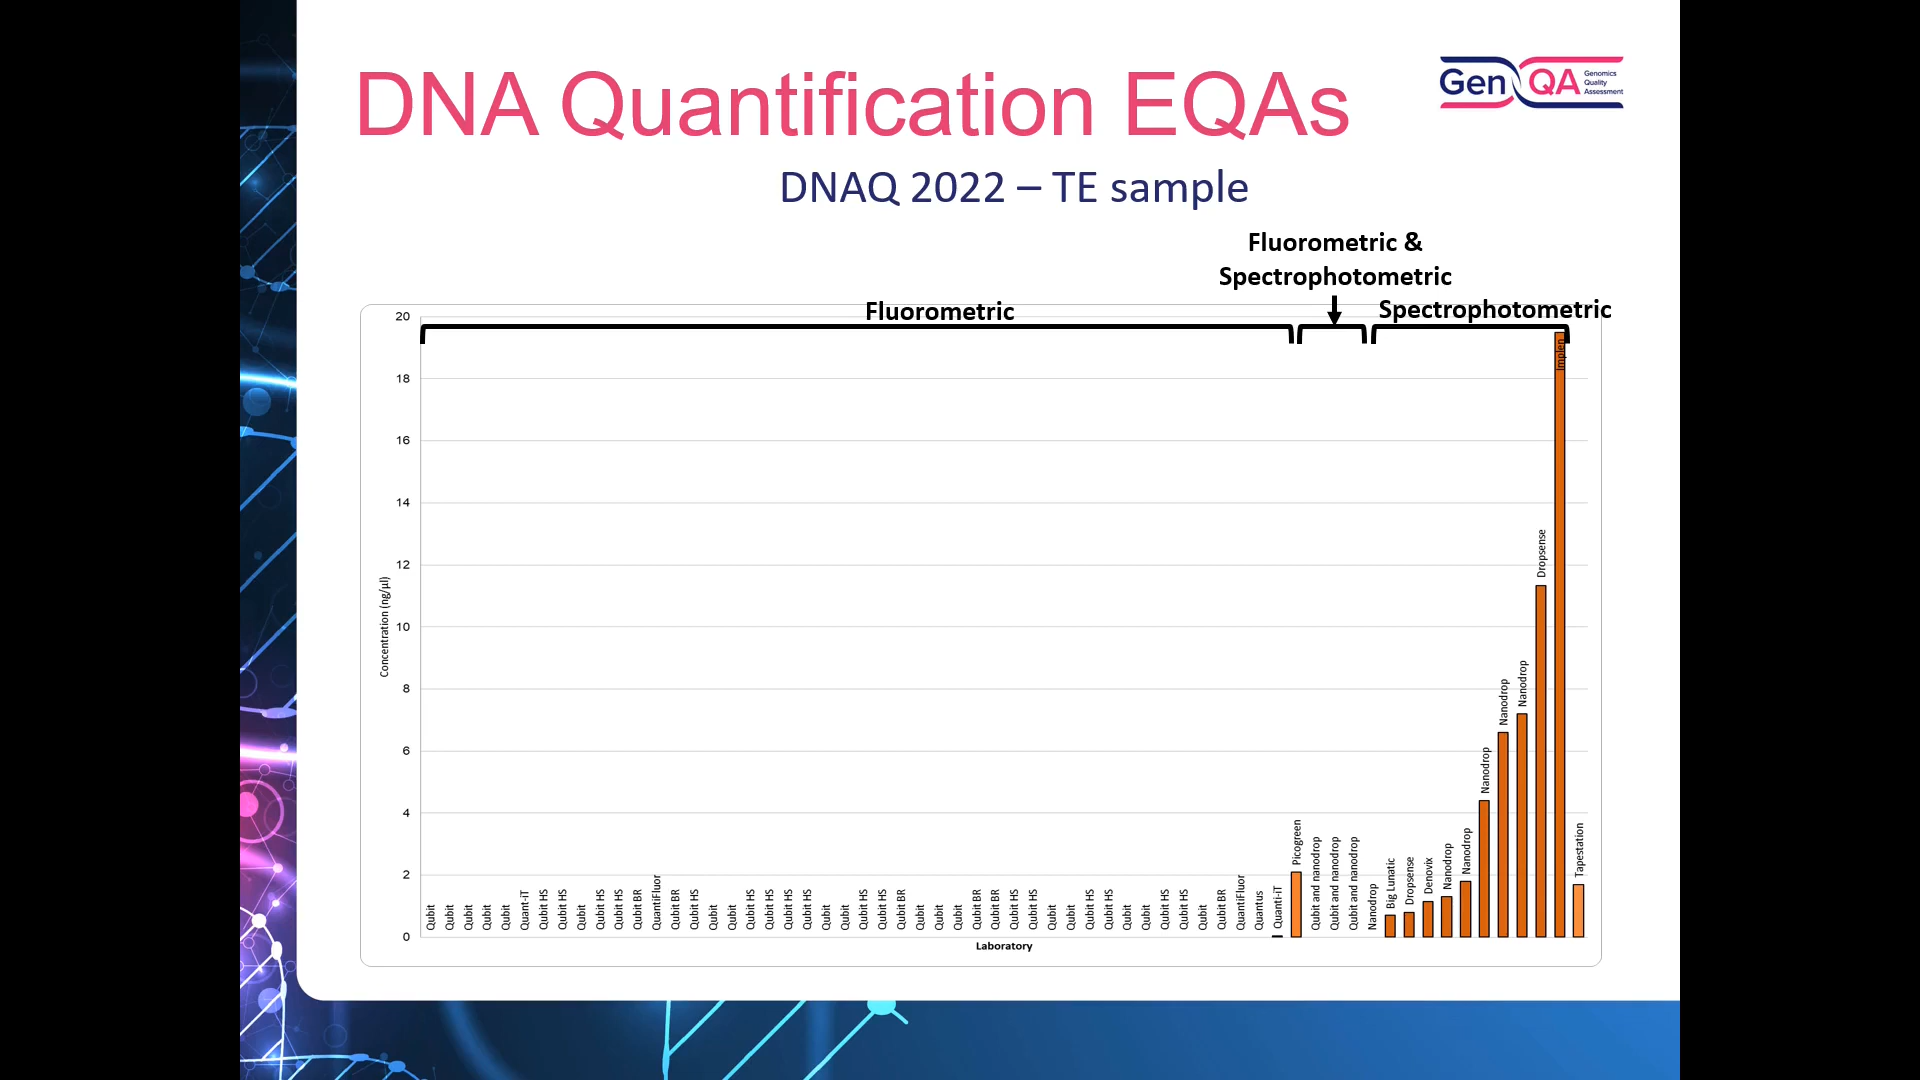 DNA Quantification EQAs
Gen QA
Genomics
Quality
Assessment
DNAQ 2022 – TE sample
Fluorometric &
Spectrophotometric
Fluorometric
Spectrophotometric
20
18
16
14
12
10
8
6
4
2
0
Concentration (ng/µl)
Qubit
Qubit
Qubit
Qubit
Qubit
Quant-iT
Qubit HS
Qubit HS
Qubit
Qubit HS
Qubit HS
Qubit BR
QuantiFluor
Qubit BR
Qubit HS
Qubit
Qubit
Qubit HS
Qubit HS
Qubit HS
Qubit HS
Qubit
Qubit
Qubit HS
Qubit HS
Qubit BR
Qubit
Qubit
Qubit
Qubit BR
Qubit BR
Qubit HS
Qubit HS
Qubit
Qubit
Qubit HS
Qubit HS
Qubit
Qubit
Qubit HS
Qubit HS
Qubit
Qubit BR
QuantiFluor
Quantus
Quanti-iT
Picogreen
Qubit and nanodrop
Qubit and nanodrop
Qubit and nanodrop
Nanodrop
Big Lunatic
Dropsense
Denovix
Nanodrop
Nanodrop
Nanodrop
Nanodrop
Nanodrop
Dropsense
Implen
Tapestation
Laboratory